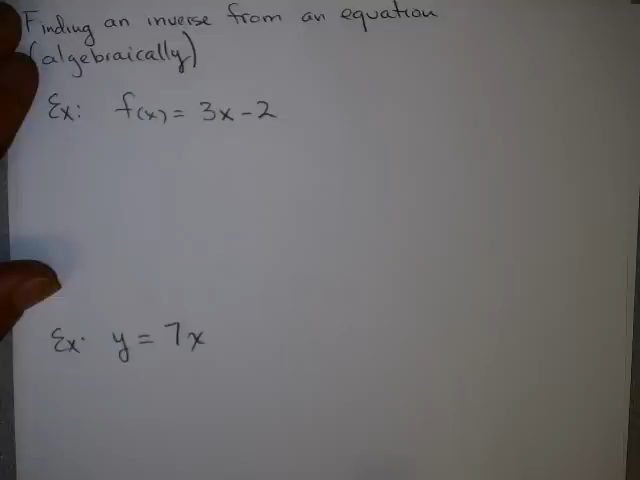 Finding an inverse from an equation
(algebraically)
Ex: f(x) = 3x - 2
Ex: y = 7x